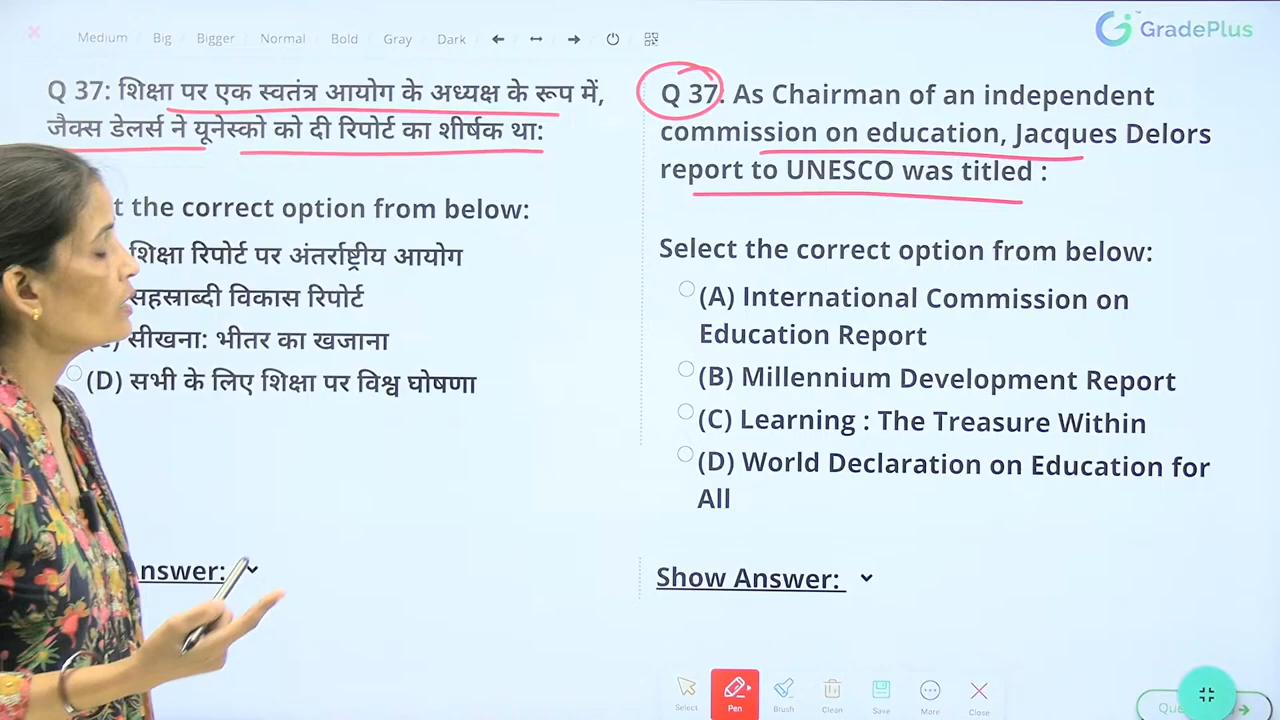 Medium Big Bigger Normal Bold Gray Dark
GradePlus
Q 37: शिक्षा पर एक स्वतंत्र आयोग के अध्यक्ष के रूप में,
जैक्स डेलर्स ने यूनेस्को को दी रिपोर्ट का शीर्षक था:
t the correct option from below:
शिक्षा रिपोर्ट पर अंतर्राष्ट्रीय आयोग
सहस्राब्दी विकास रिपोर्ट
सीखना: भीतर का खजाना
(D) सभी के लिए शिक्षा पर विश्व घोषणा
nswer:
Q 37. As Chairman of an independent
commission on education, Jacques Delors
report to UNESCO was titled :
Select the correct option from below:
(A) International Commission on
Education Report
(B) Millennium Development Report
(C) Learning : The Treasure Within
(D) World Declaration on Education for
All
Show Answer:
Select Pen Brush Clean Save More Close
Que